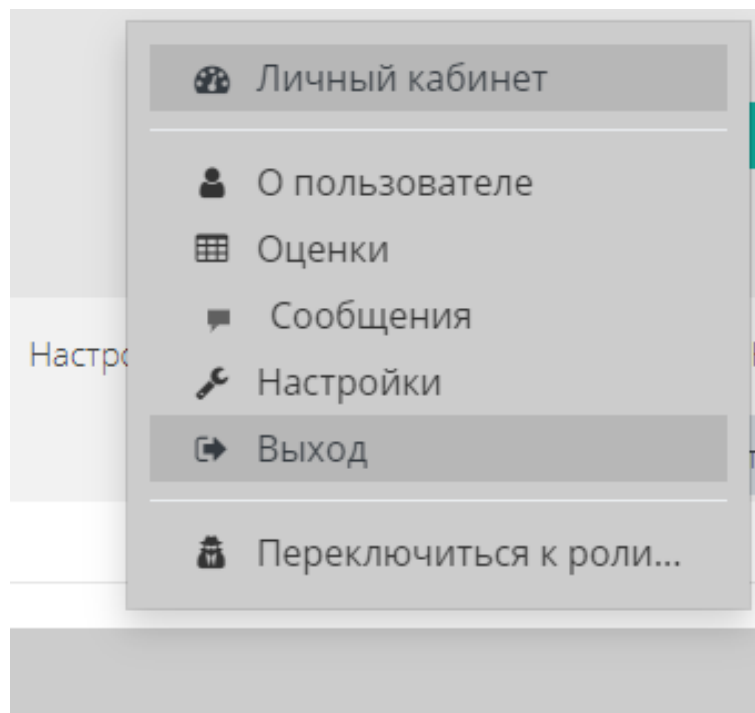 Личный кабинет
О пользователе
Оценки
Сообщения
Настройки
Выход
Переключиться к роли...